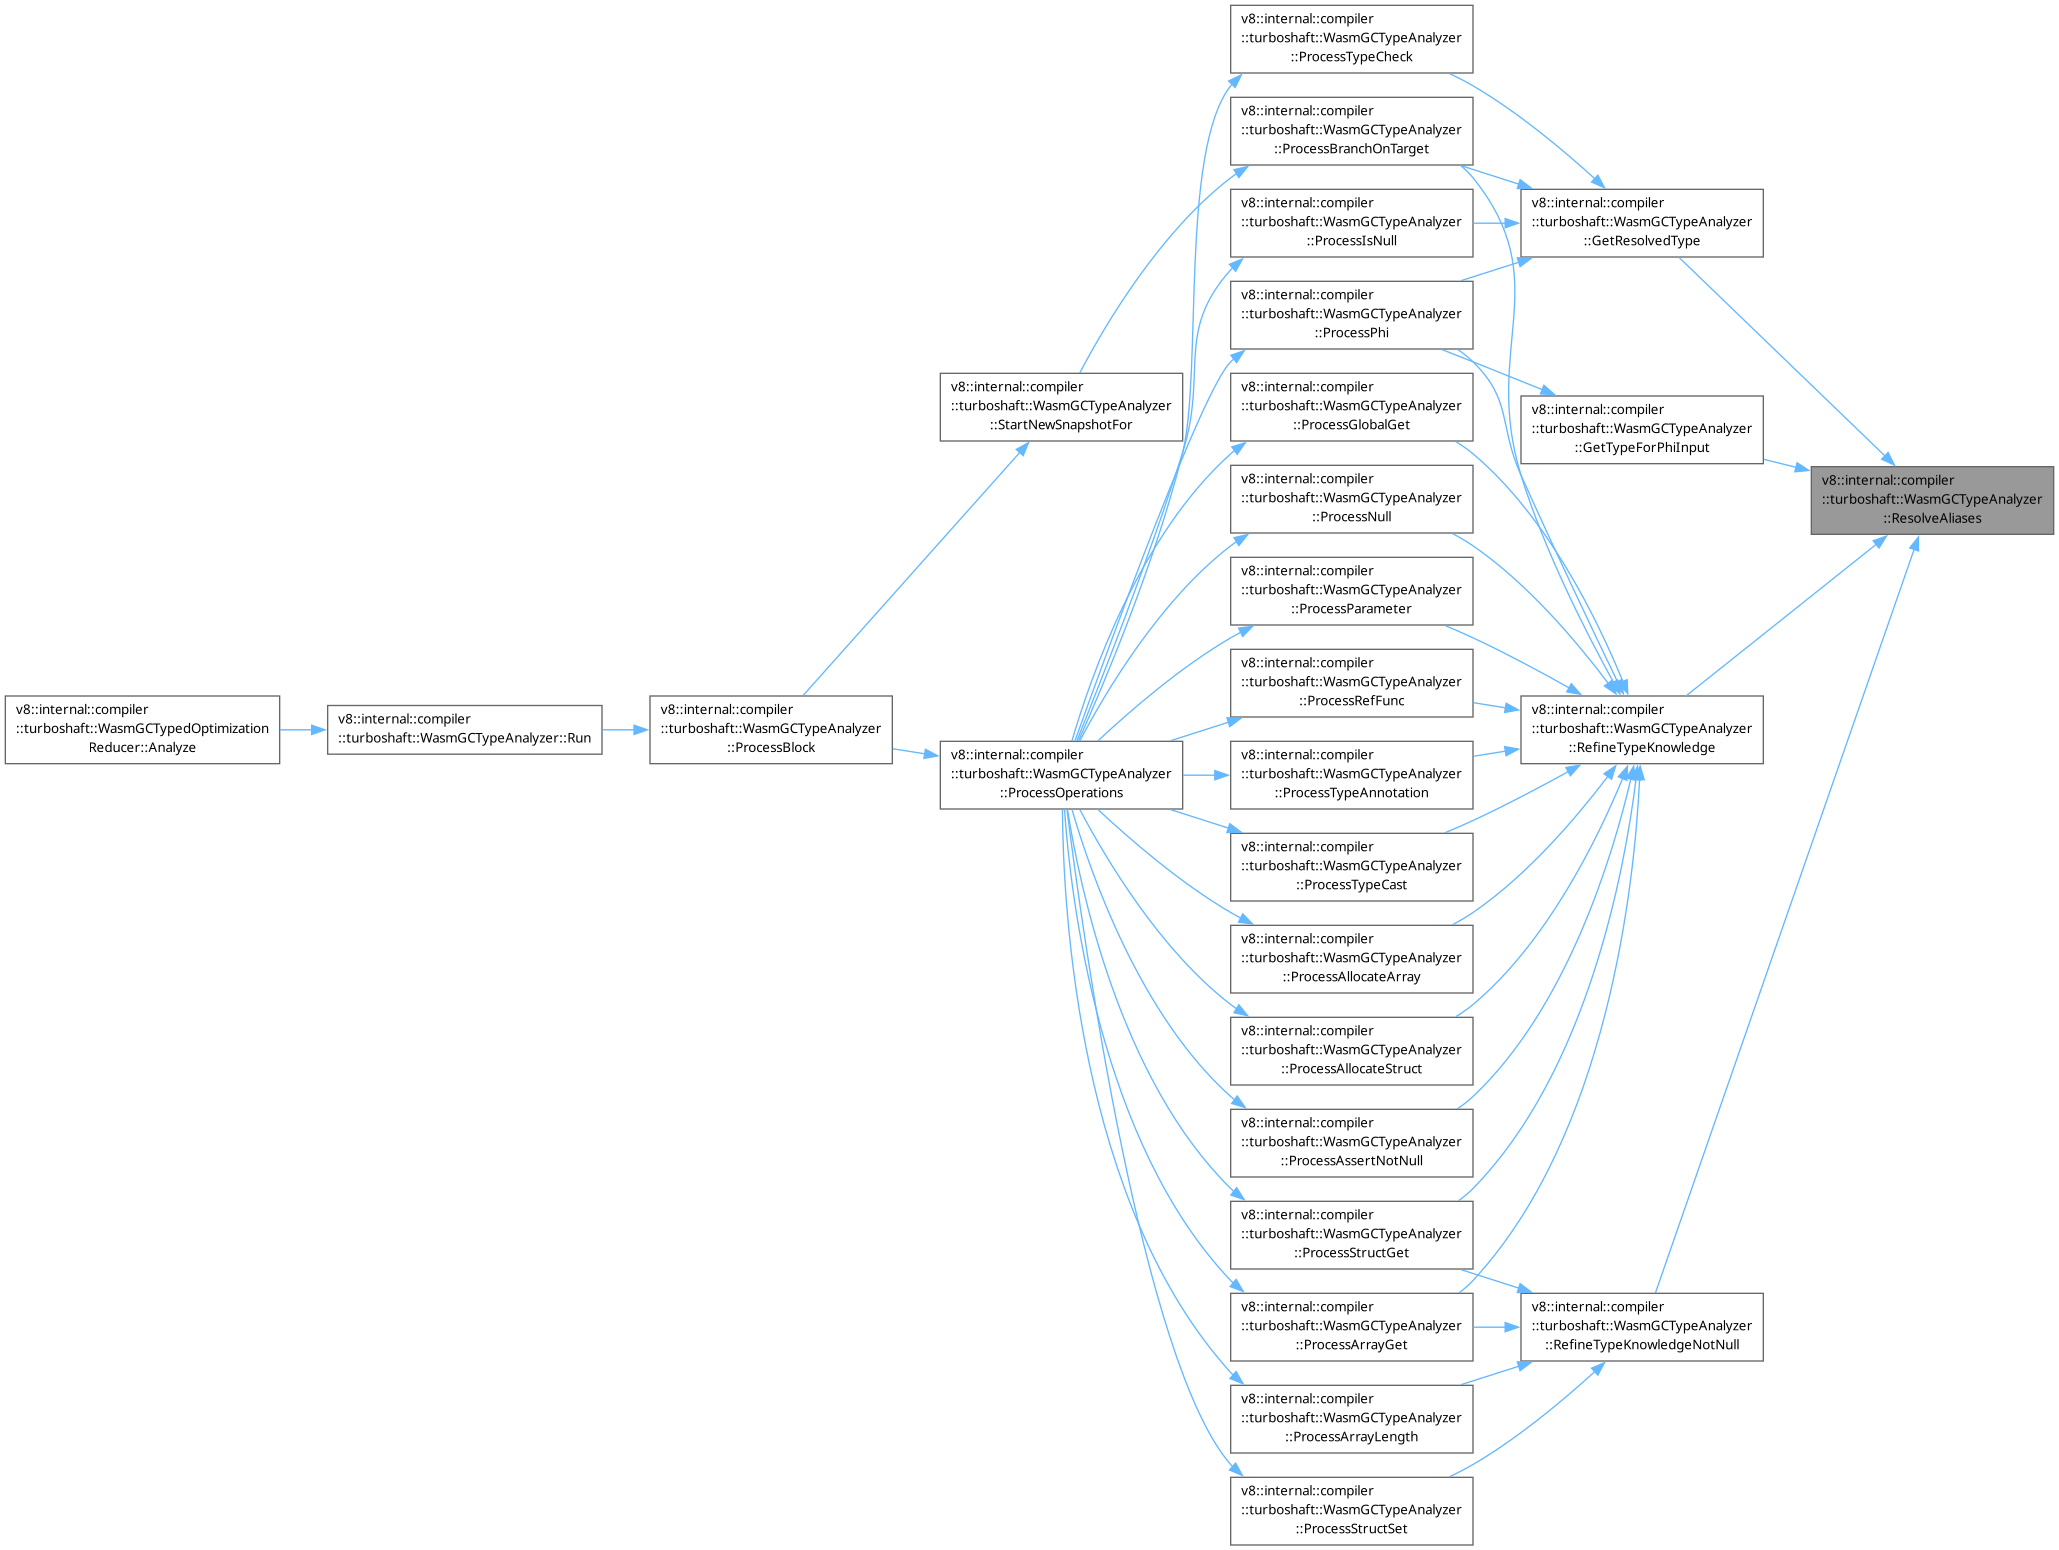 v8::internal::compiler
::turboshaft::WasmGCTypedOptimization
Reducer::Analyze
v8::internal::compiler
::turboshaft::WasmGCTypeAnalyzer::Run
v8::internal::compiler
::turboshaft::WasmGCTypeAnalyzer
::ProcessBlock
v8::internal::compiler
::turboshaft::WasmGCTypeAnalyzer
::StartNewSnapshotFor
v8::internal::compiler
::turboshaft::WasmGCTypeAnalyzer
::ProcessOperations
v8::internal::compiler
::turboshaft::WasmGCTypeAnalyzer
::ProcessTypeCheck
v8::internal::compiler
::turboshaft::WasmGCTypeAnalyzer
::ProcessBranchOnTarget
v8::internal::compiler
::turboshaft::WasmGCTypeAnalyzer
::ProcessIsNull
v8::internal::compiler
::turboshaft::WasmGCTypeAnalyzer
::ProcessPhi
v8::internal::compiler
::turboshaft::WasmGCTypeAnalyzer
::ProcessGlobalGet
v8::internal::compiler
::turboshaft::WasmGCTypeAnalyzer
::ProcessNull
v8::internal::compiler
::turboshaft::WasmGCTypeAnalyzer
::ProcessParameter
v8::internal::compiler
::turboshaft::WasmGCTypeAnalyzer
::ProcessRefFunc
v8::internal::compiler
::turboshaft::WasmGCTypeAnalyzer
::ProcessTypeAnnotation
v8::internal::compiler
::turboshaft::WasmGCTypeAnalyzer
::ProcessTypeCast
v8::internal::compiler
::turboshaft::WasmGCTypeAnalyzer
::ProcessAllocateArray
v8::internal::compiler
::turboshaft::WasmGCTypeAnalyzer
::ProcessAllocateStruct
v8::internal::compiler
::turboshaft::WasmGCTypeAnalyzer
::ProcessAssertNotNull
v8::internal::compiler
::turboshaft::WasmGCTypeAnalyzer
::ProcessStructGet
v8::internal::compiler
::turboshaft::WasmGCTypeAnalyzer
::ProcessArrayGet
v8::internal::compiler
::turboshaft::WasmGCTypeAnalyzer
::ProcessArrayLength
v8::internal::compiler
::turboshaft::WasmGCTypeAnalyzer
::ProcessStructSet
v8::internal::compiler
::turboshaft::WasmGCTypeAnalyzer
::GetResolvedType
v8::internal::compiler
::turboshaft::WasmGCTypeAnalyzer
::GetTypeForPhiInput
v8::internal::compiler
::turboshaft::WasmGCTypeAnalyzer
::RefineTypeKnowledge
v8::internal::compiler
::turboshaft::WasmGCTypeAnalyzer
::RefineTypeKnowledgeNotNull
v8::internal::compiler
::turboshaft::WasmGCTypeAnalyzer
::ResolveAliases